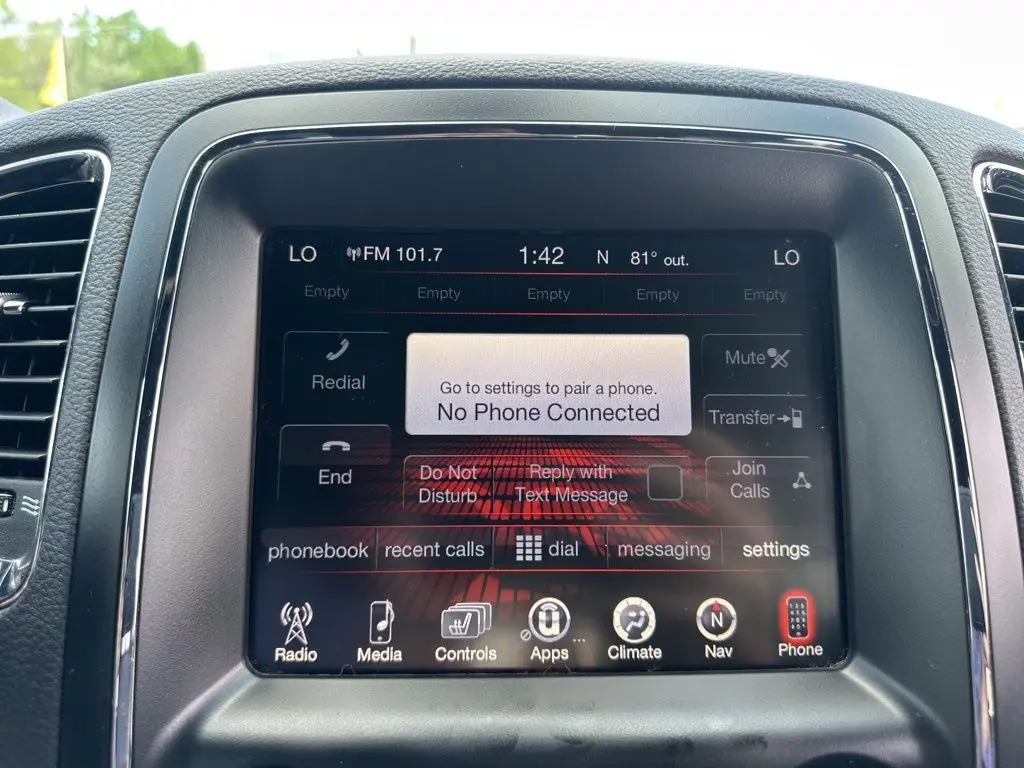 LO FM 101.7 1:42 N 81° out. LO
Empty Empty Empty Empty Empty
Redial
Go to settings to pair a phone.
No Phone Connected
Mute
Transfer
End
Do Not
Disturb
Reply with
Text Message
Join
Calls
phonebook recent calls dial messaging settings
N
Radio Media Controls Apps Climate Nav Phone